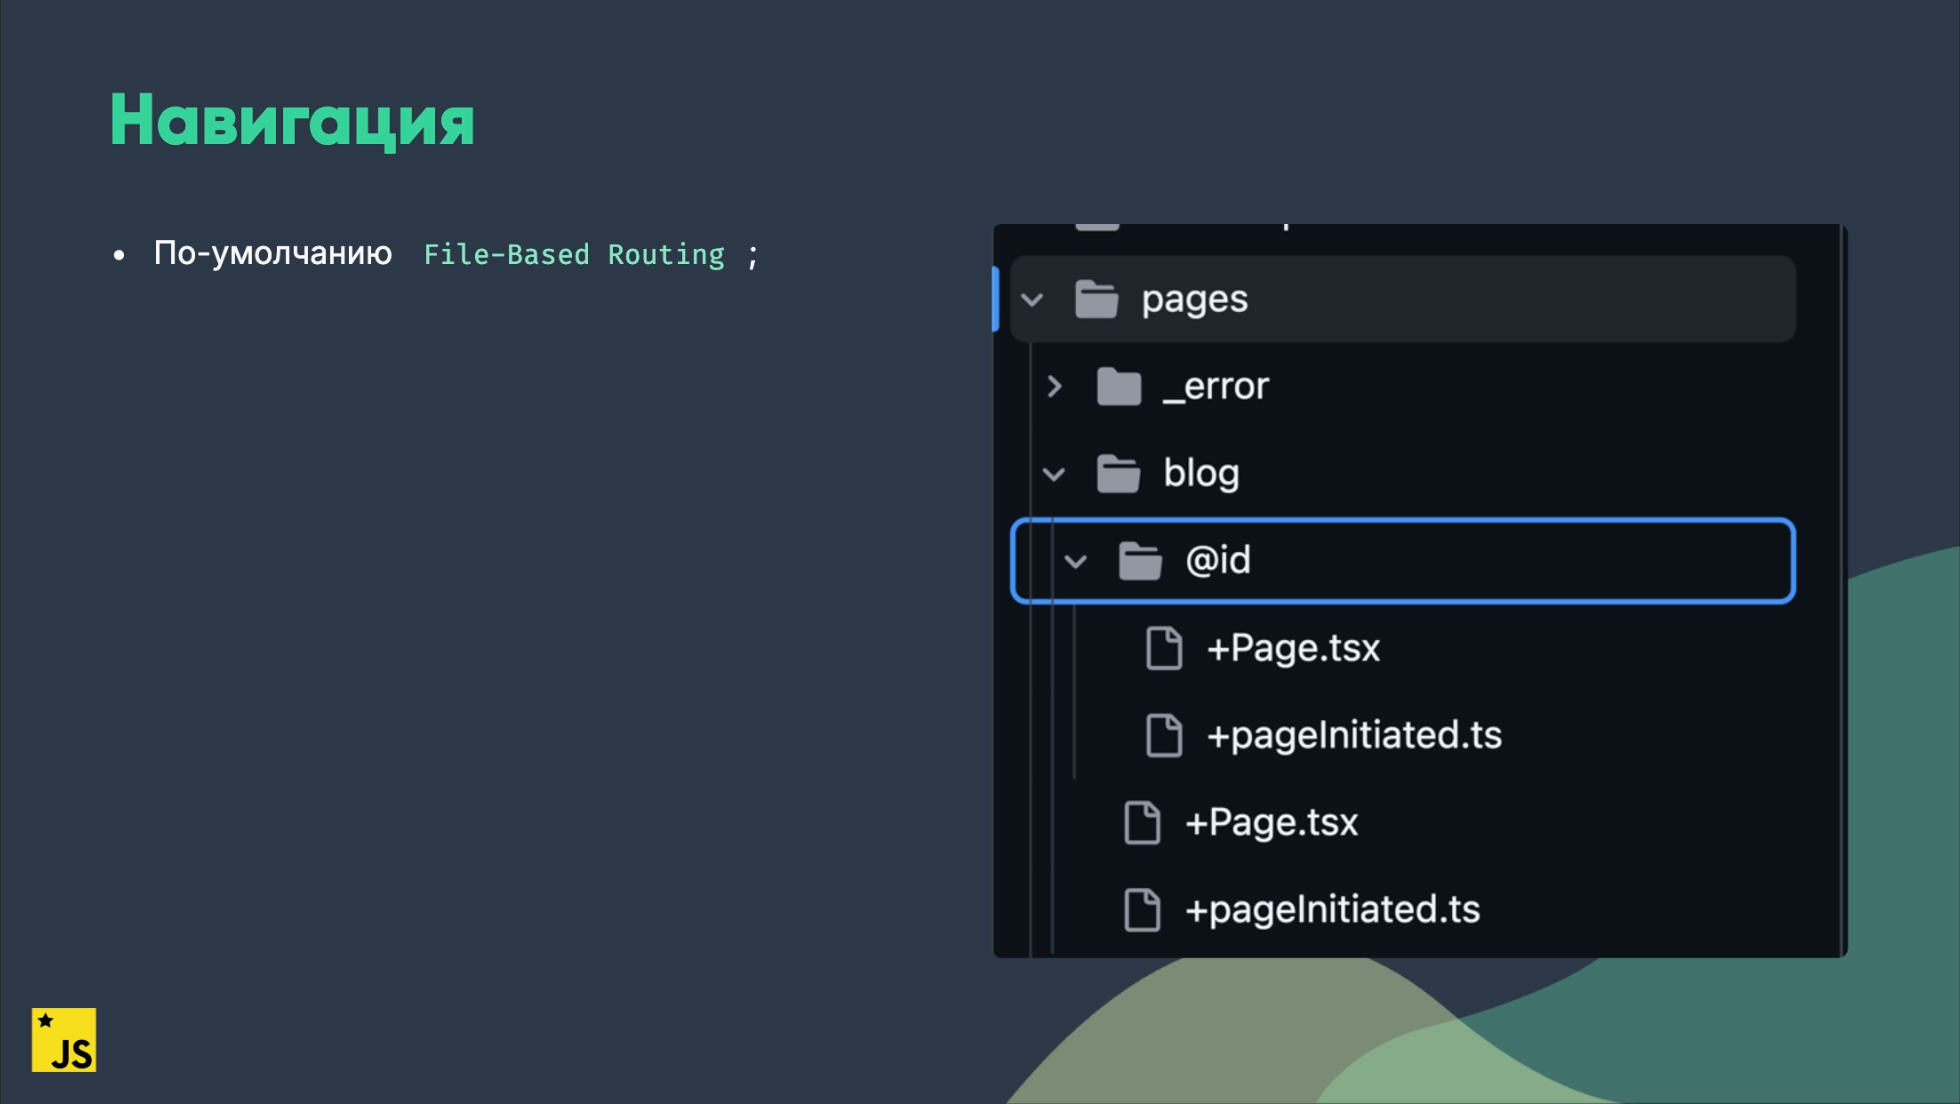 Навигация
• По-умолчанию File-Based Routing ;
pages
_error
blog
@id
+Page.tsx
+pageInitiated.ts
+Page.tsx
+pageInitiated.ts
JS